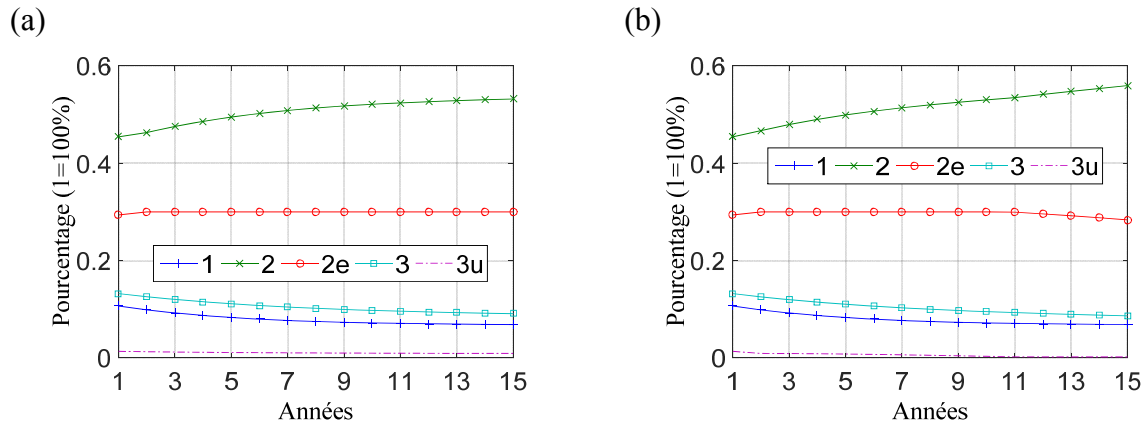 (a)
Pourcentage (1=100%)
0.6
0.4
0.2
0
1 2 2e 3 3u
1 3 5 7 9 11 13 15
Années
(b)
Pourcentage (1=100%)
0.6
0.4
0.2
0
1 2 2e 3 3u
1 3 5 7 9 11 13 15
Années